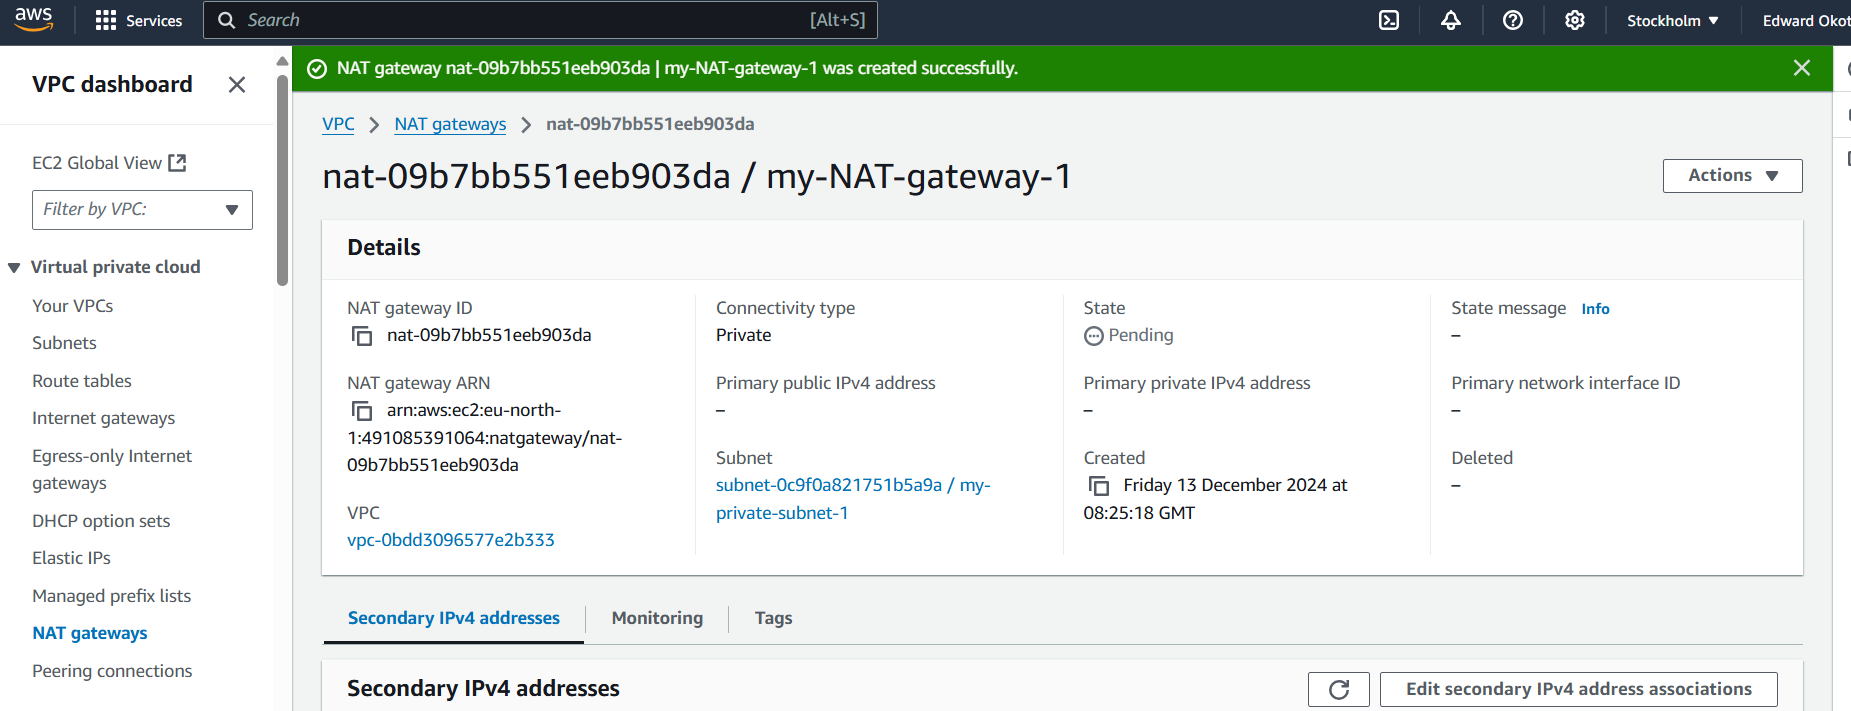 aws
Services
Search
[Alt+S]
Stockholm
Edward Okot
VPC dashboard
EC2 Global View
Filter by VPC:
Virtual private cloud
Your VPCs
Subnets
Route tables
Internet gateways
Egress-only Internet
gateways
DHCP option sets
Elastic IPs
Managed prefix lists
NAT gateways
Peering connections
NAT gateway nat-09b7bb551eeb903da | my-NAT-gateway-1 was created successfully.
VPC
NAT gateways
nat-09b7bb551eeb903da
nat-09b7bb551eeb903da / my-NAT-gateway-1
Actions
Details
NAT gateway ID
nat-09b7bb551eeb903da
NAT gateway ARN
arn:aws:ec2:eu-north-
1:491085391064:natgateway/nat-
09b7bb551eeb903da
VPC
vpc-0bdd3096577e2b333
Connectivity type
Private
Primary public IPv4 address
–
Subnet
subnet-0c9f0a821751b5a9a / my-
private-subnet-1
State
Pending
Primary private IPv4 address
–
Created
Friday 13 December 2024 at
08:25:18 GMT
State message Info
–
Primary network interface ID
–
Deleted
–
Secondary IPv4 addresses
Monitoring
Tags
Secondary IPv4 addresses
Edit secondary IPv4 address associations